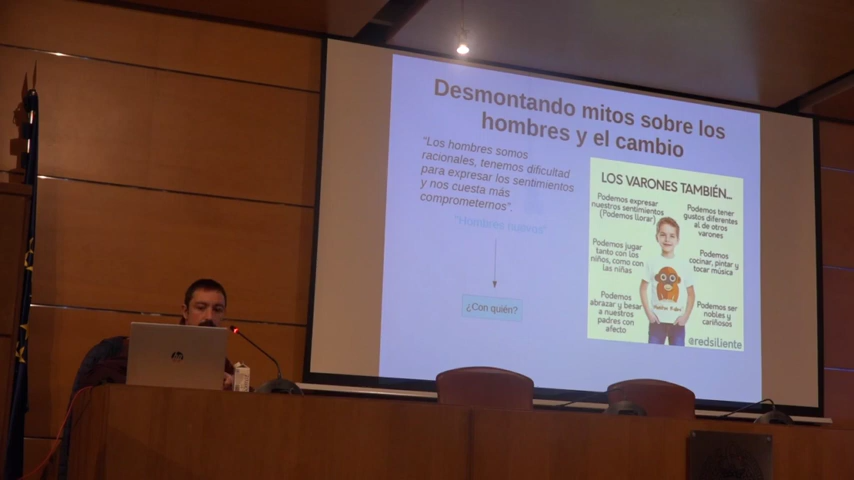 Desmontando mitos sobre los
hombres y el cambio
"Los hombres somos
racionales, tenemos dificultad
para expresar los sentimientos
y nos cuesta más
comprometernos".
"Hombres nuevos"
¿Con quién?
LOS VARONES TAMBIÉN...
Podemos expresar
nuestros sentimientos
(Podemos llorar)
Podemos jugar
tanto con los
niños, como con
las niñas
Podemos
abrazar y besar
a nuestros
padres con
afecto
Podemos tener
gustos diferentes
al de otros
varones
Podemos
cocinar, pintar y
tocar música
Podemos ser
nobles y
cariñosos
@redsiliente
hp